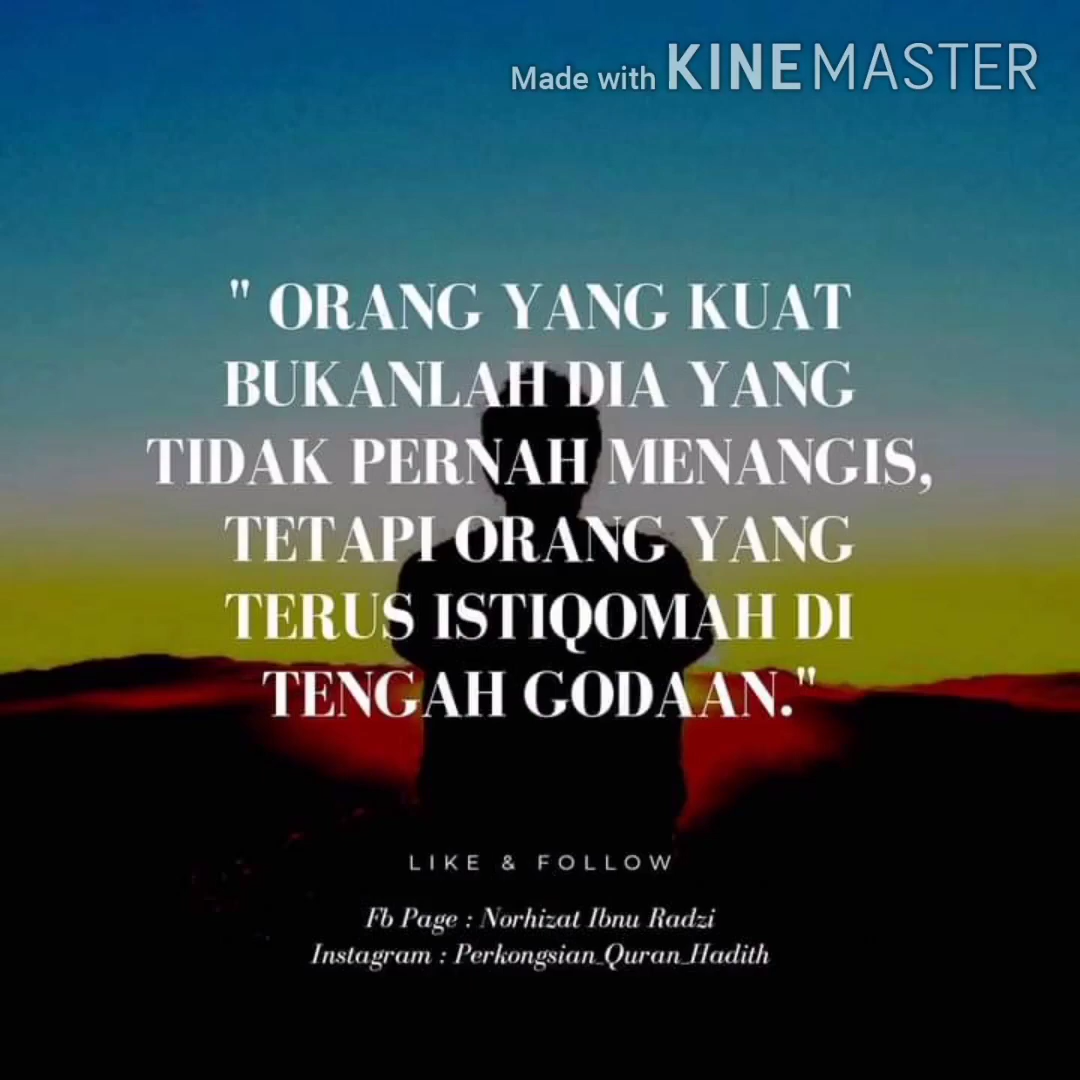 Made with KINEMASTER
" ORANG YANG KUAT
BUKANLAH DIA YANG
TIDAK PERNAH MENANGIS,
TETAPI ORANG YANG
TERUS ISTIQOMAH DI
TENGAH GODAAN."
LIKE & FOLLOW
Fb Page : Norhizat Ibnu Radzi
Instagram : Perkongsian_Quran_Hadith